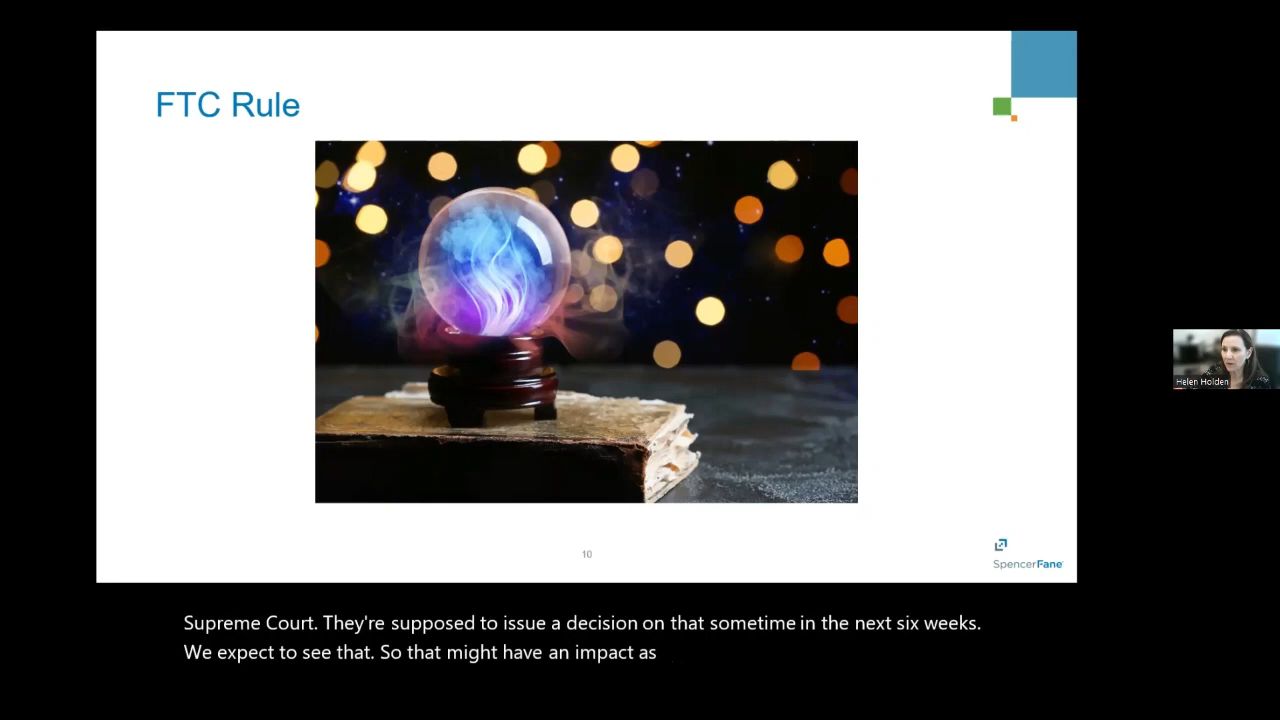 FTC Rule
Helen Holden
10
SpencerFane
Supreme Court. They're supposed to issue a decision on that sometime in the next six weeks.
We expect to see that. So that might have an impact as